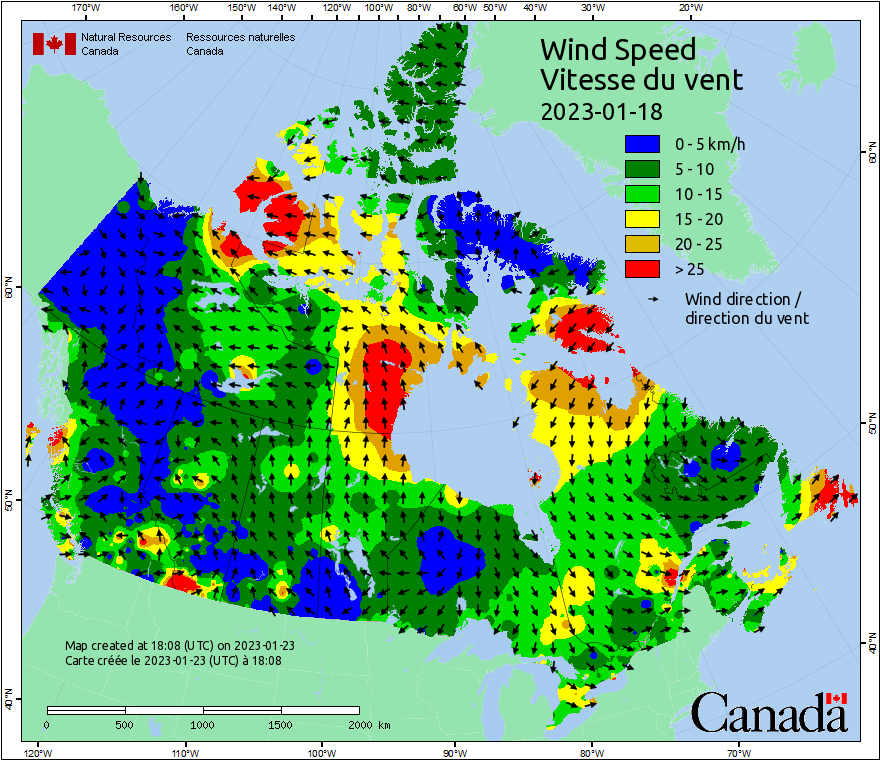 170°W 160°W 150°W 140°W 130°W 120°W 110°W 100°W 90°W 80°W 70°W 60°W 50°W 40°W 30°W 20°W
Natural Resources Canada
Ressources naturelles Canada
Wind Speed
Vitesse du vent
2023-01-18
0 - 5 km/h
5 - 10
10 - 15
15 - 20
20 - 25
> 25
Wind direction /
direction du vent
60°N
60°N
50°N
50°N
40°N
40°N
Map created at 18:08 (UTC) on 2023-01-23
Carte créée le 2023-01-23 (UTC) à 18:08
0 500 1000 1500 2000 km
Canada
120°W 110°W 100°W 90°W 80°W 70°W